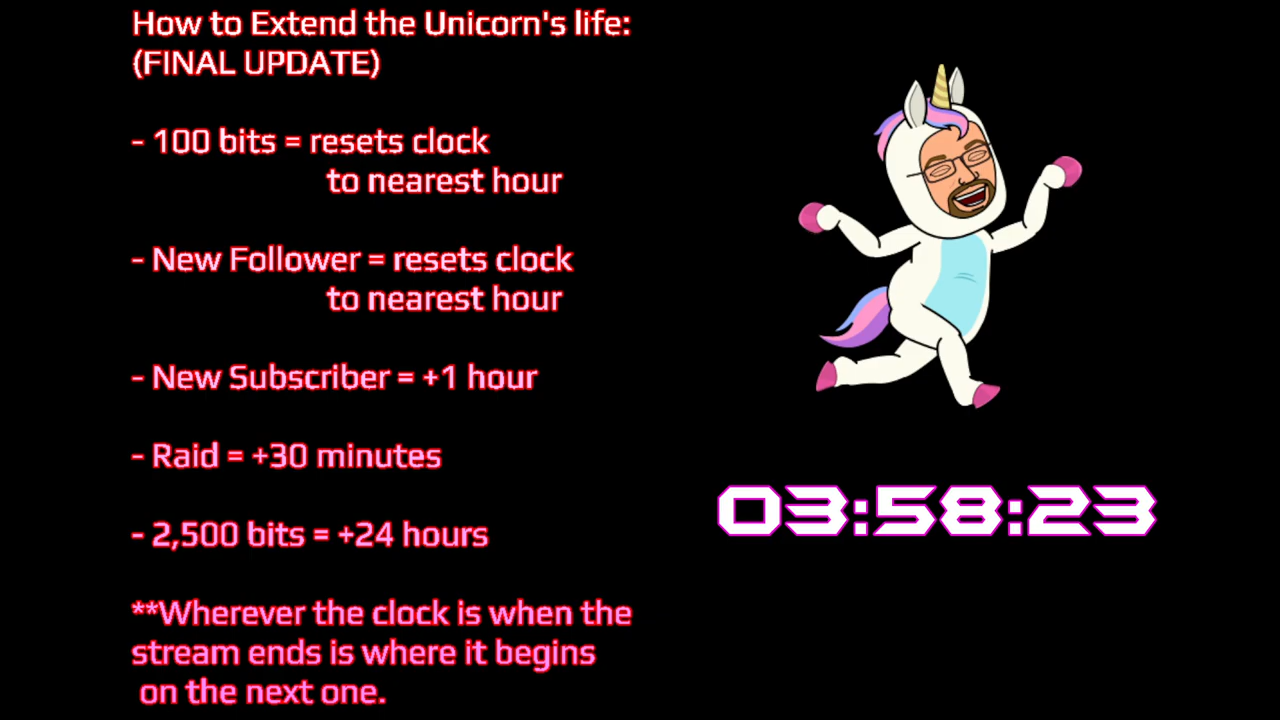 How to Extend the Unicorn's life:
(FINAL UPDATE)
- 100 bits = resets clock
to nearest hour
- New Follower = resets clock
to nearest hour
- New Subscriber = +1 hour
- Raid = +30 minutes
- 2,500 bits = +24 hours
**Wherever the clock is when the
stream ends is where it begins
on the next one.
03:58:23